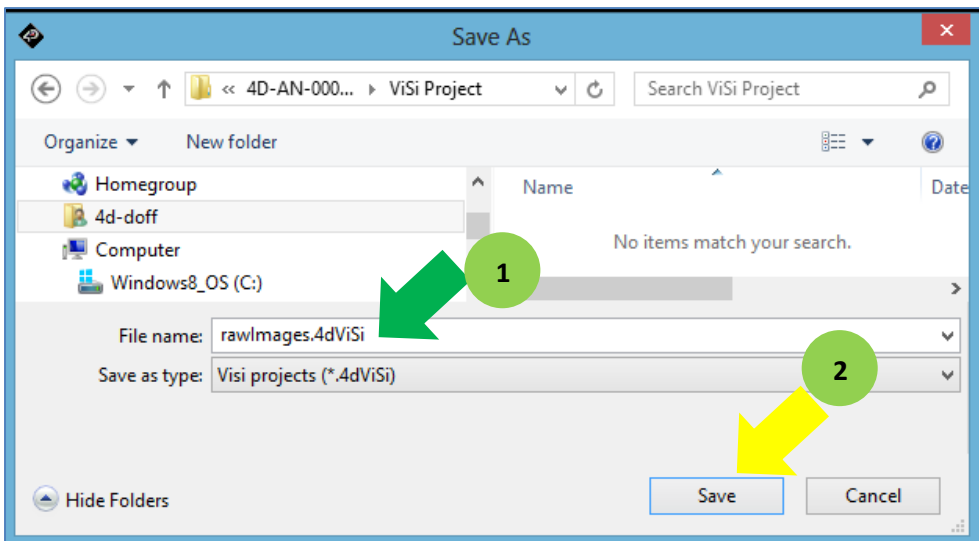 Save As
« 4D-AN-000... ViSi Project
Search ViSi Project
Organize New folder
Homegroup
4d-doff
Computer
Windows8_OS (C:)
Name Date
No items match your search.
1
File name: rawImages.4dViSi
Save as type: Visi projects (*.4dViSi)
2
Hide Folders Save Cancel